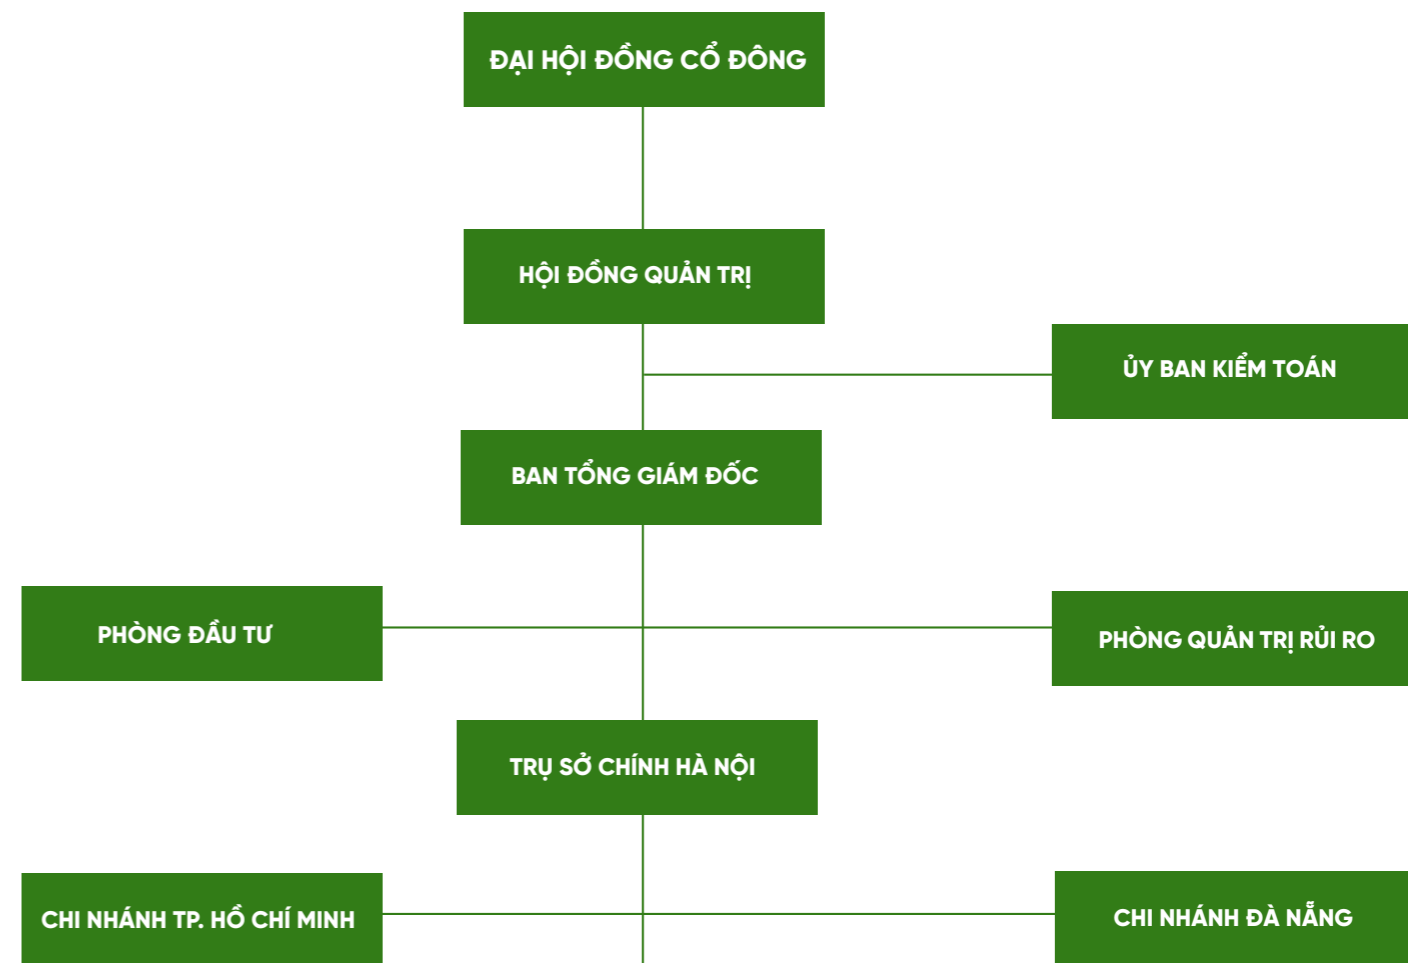 ĐẠI HỘI ĐỒNG CỔ ĐÔNG
HỘI ĐỒNG QUẢN TRỊ
ỦY BAN KIỂM TOÁN
BAN TỔNG GIÁM ĐỐC
PHÒNG ĐẦU TƯ
PHÒNG QUẢN TRỊ RỦI RO
TRỤ SỞ CHÍNH HÀ NỘI
CHI NHÁNH TP. HỒ CHÍ MINH
CHI NHÁNH ĐÀ NẴNG